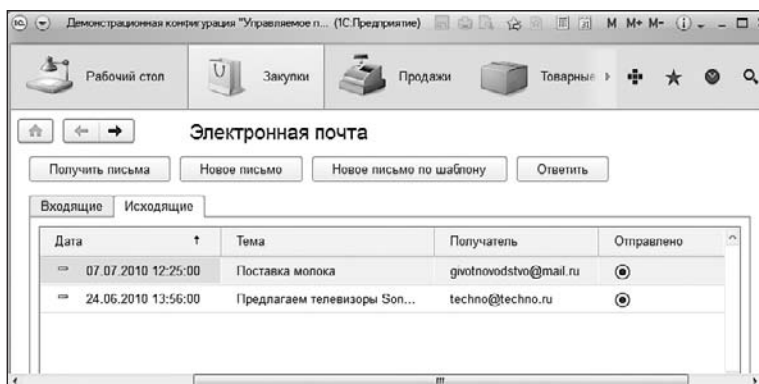 Демонстрационная конфигурация "Управляемое п... (1С:Предприятие) M M+ M-
Рабочий стол Закупки Продажи Товарные
Электронная почта
Получить письма Новое письмо Новое письмо по шаблону Ответить
Входящие Исходящие
Дата Тема Получатель Отправлено
07.07.2010 12:25:00 Поставка молока givotnovodstvo@mail.ru
24.06.2010 13:56:00 Предлагаем телевизоры Son... techno@techno.ru